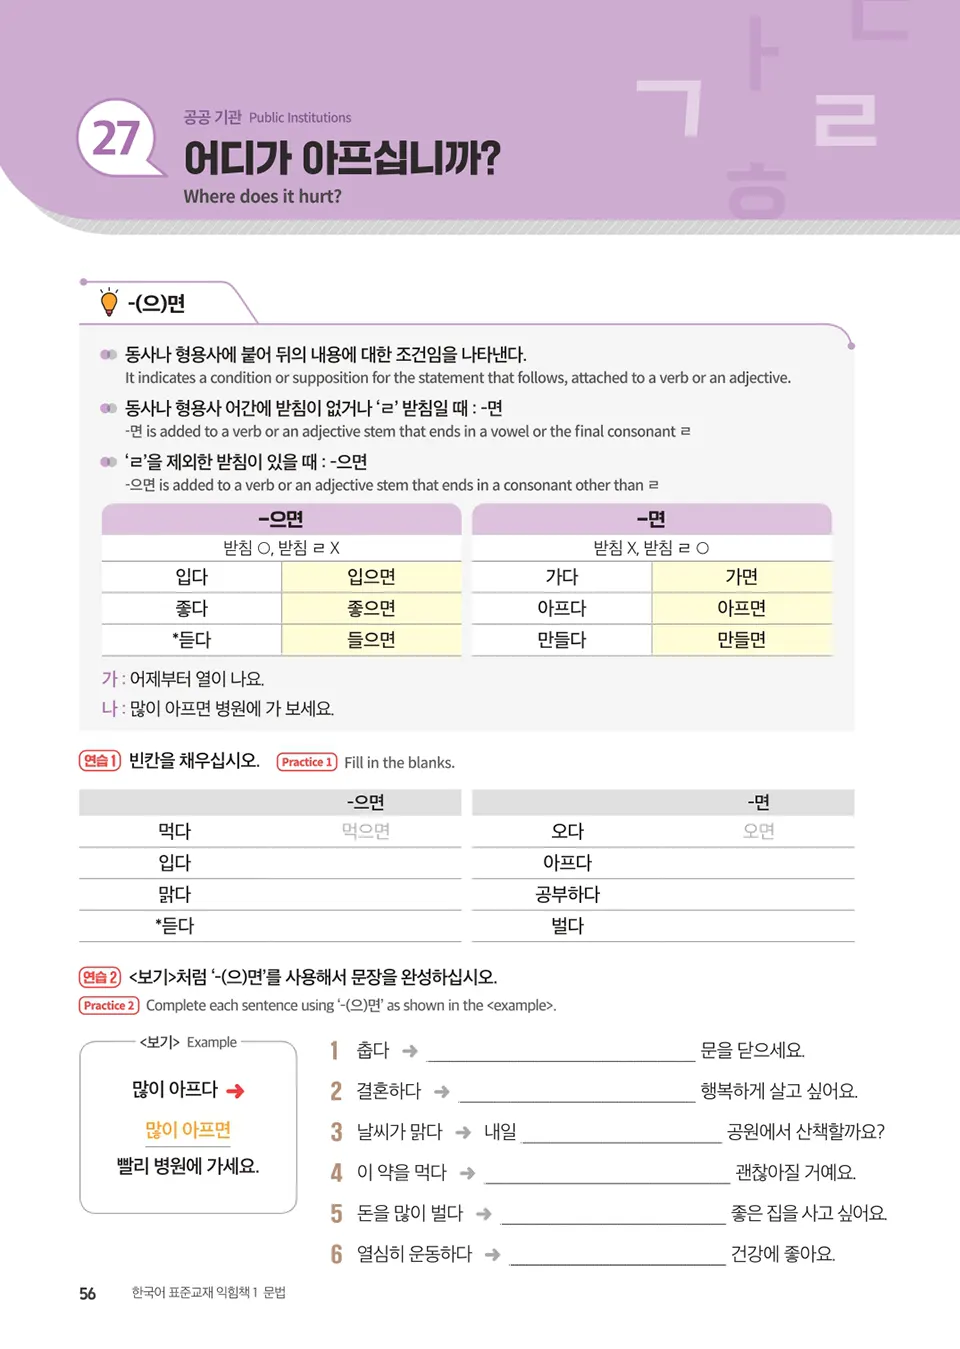 27
공공 기관 Public Institutions
어디가 아프십니까?
Where does it hurt?
ㄱ ㅏ ㄷ ㄹ ㅎ
-(으)면
동사나 형용사에 붙어 뒤의 내용에 대한 조건임을 나타낸다.
It indicates a condition or supposition for the statement that follows, attached to a verb or an adjective.
동사나 형용사 어간에 받침이 없거나 ‘ㄹ’ 받침일 때 : -면
-면 is added to a verb or an adjective stem that ends in a vowel or the final consonant ㄹ
‘ㄹ’을 제외한 받침이 있을 때 : -으면
-으면 is added to a verb or an adjective stem that ends in a consonant other than ㄹ
-으면 -면
받침 O, 받침 ㄹ X 받침 X, 받침 ㄹ O
입다 입으면 가다 가면
좋다 좋으면 아프다 아프면
*듣다 들으면 만들다 만들면
가 : 어제부터 열이 나요.
나 : 많이 아프면 병원에 가 보세요.
연습 1 빈칸을 채우십시오. Practice 1 Fill in the blanks.
-으면 -면
먹다 먹으면 오다 오면
입다 아프다
맑다 공부하다
*듣다 벌다
연습 2 <보기>처럼 ‘-(으)면’를 사용해서 문장을 완성하십시오.
Practice 2 Complete each sentence using ‘-(으)면’ as shown in the <example>.
<보기> Example
많이 아프다 ➜
많이 아프면
빨리 병원에 가세요.
1 춥다 ➜ ______ 문을 닫으세요.
2 결혼하다 ➜ ______ 행복하게 살고 싶어요.
3 날씨가 맑다 ➜ 내일 ______ 공원에서 산책할까요?
4 이 약을 먹다 ➜ ______ 괜찮아질 거예요.
5 돈을 많이 벌다 ➜ ______ 좋은 집을 사고 싶어요.
6 열심히 운동하다 ➜ ______ 건강에 좋아요.
56 한국어 표준교재 익힘책 1 문법